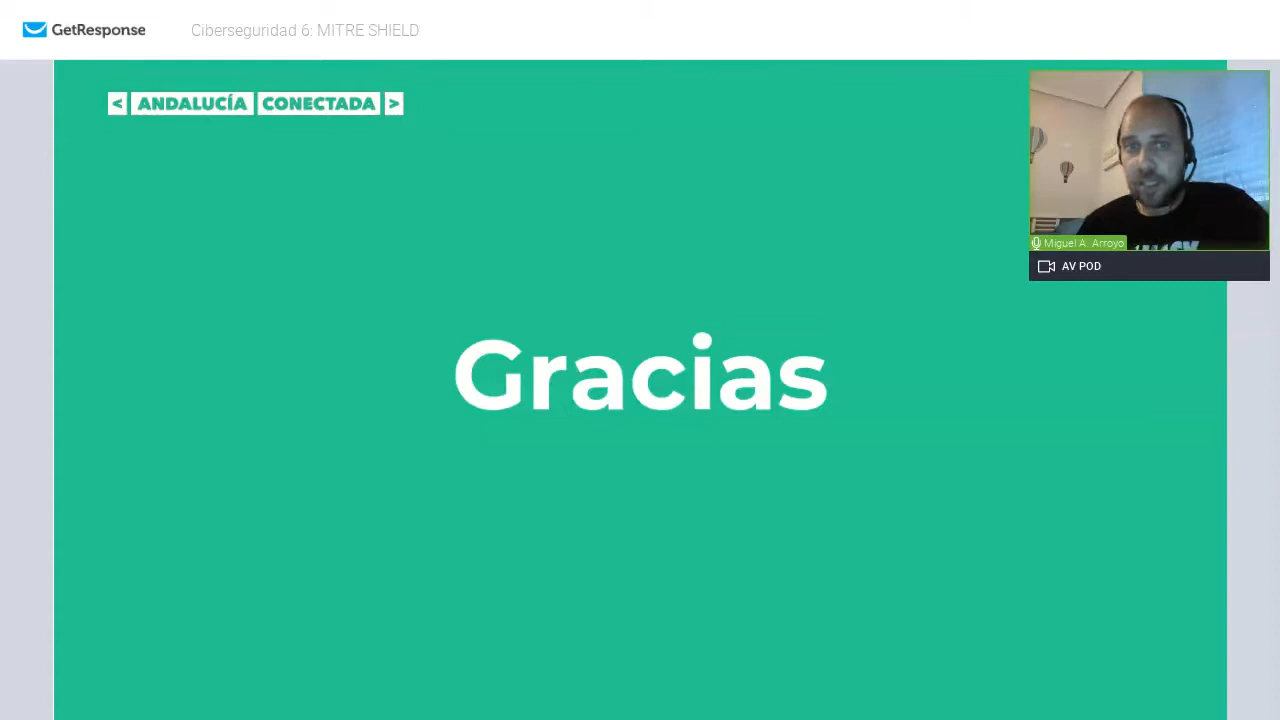 GetResponse
Ciberseguridad 6: MITRE SHIELD
< ANDALUCÍA CONECTADA >
Miguel A. Arroyo
AV POD
Gracias